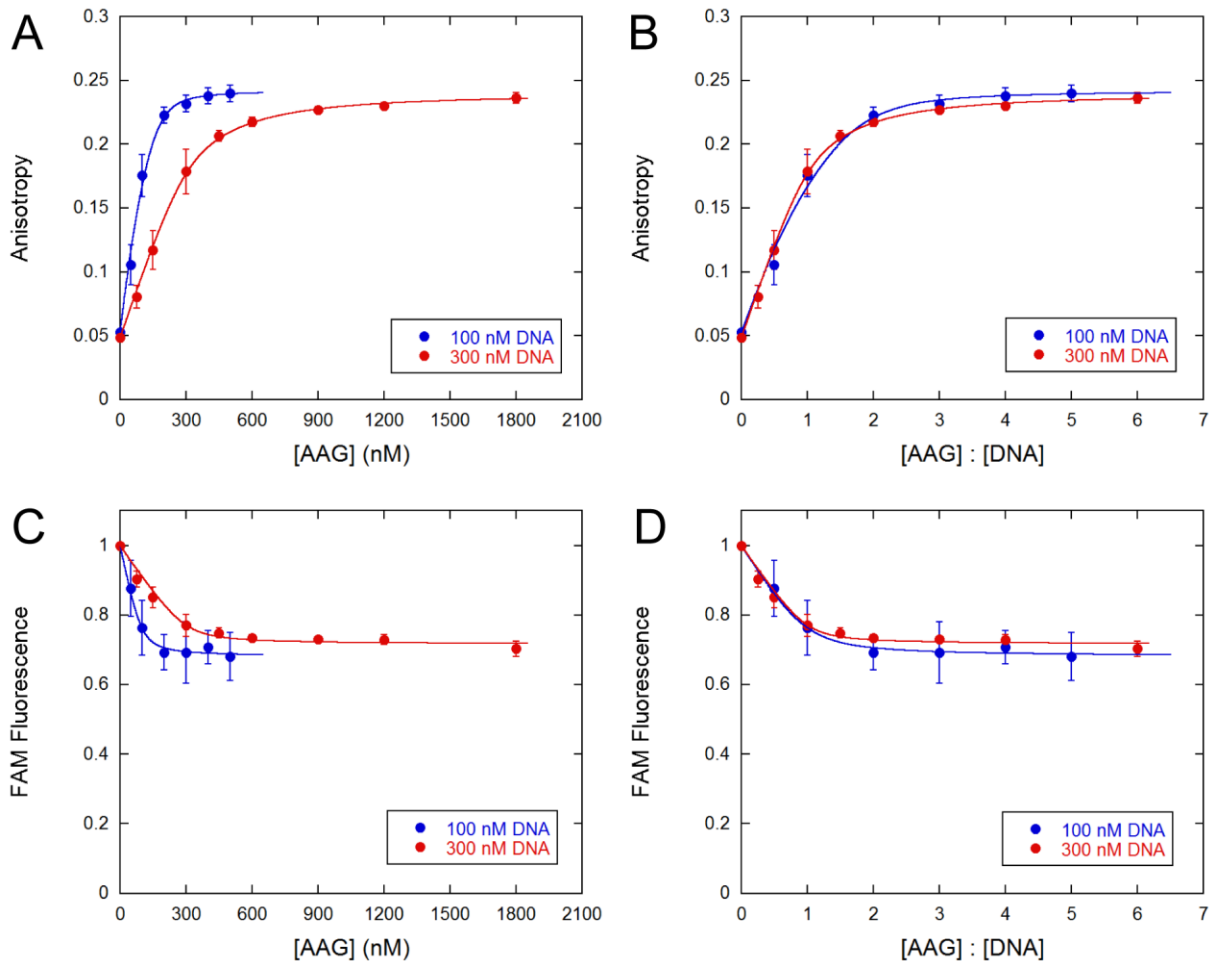 A
0.3
0.25
0.2
0.15
0.1
0.05
0
Anisotropy
100 nM DNA
300 nM DNA
0 300 600 900 1200 1500 1800 2100
[AAG] (nM)
B
0.3
0.25
0.2
0.15
0.1
0.05
0
Anisotropy
100 nM DNA
300 nM DNA
0 1 2 3 4 5 6 7
[AAG] : [DNA]
C
1
0.8
0.6
0.4
0.2
0
FAM Fluorescence
100 nM DNA
300 nM DNA
0 300 600 900 1200 1500 1800 2100
[AAG] (nM)
D
1
0.8
0.6
0.4
0.2
0
FAM Fluorescence
100 nM DNA
300 nM DNA
0 1 2 3 4 5 6 7
[AAG] : [DNA]